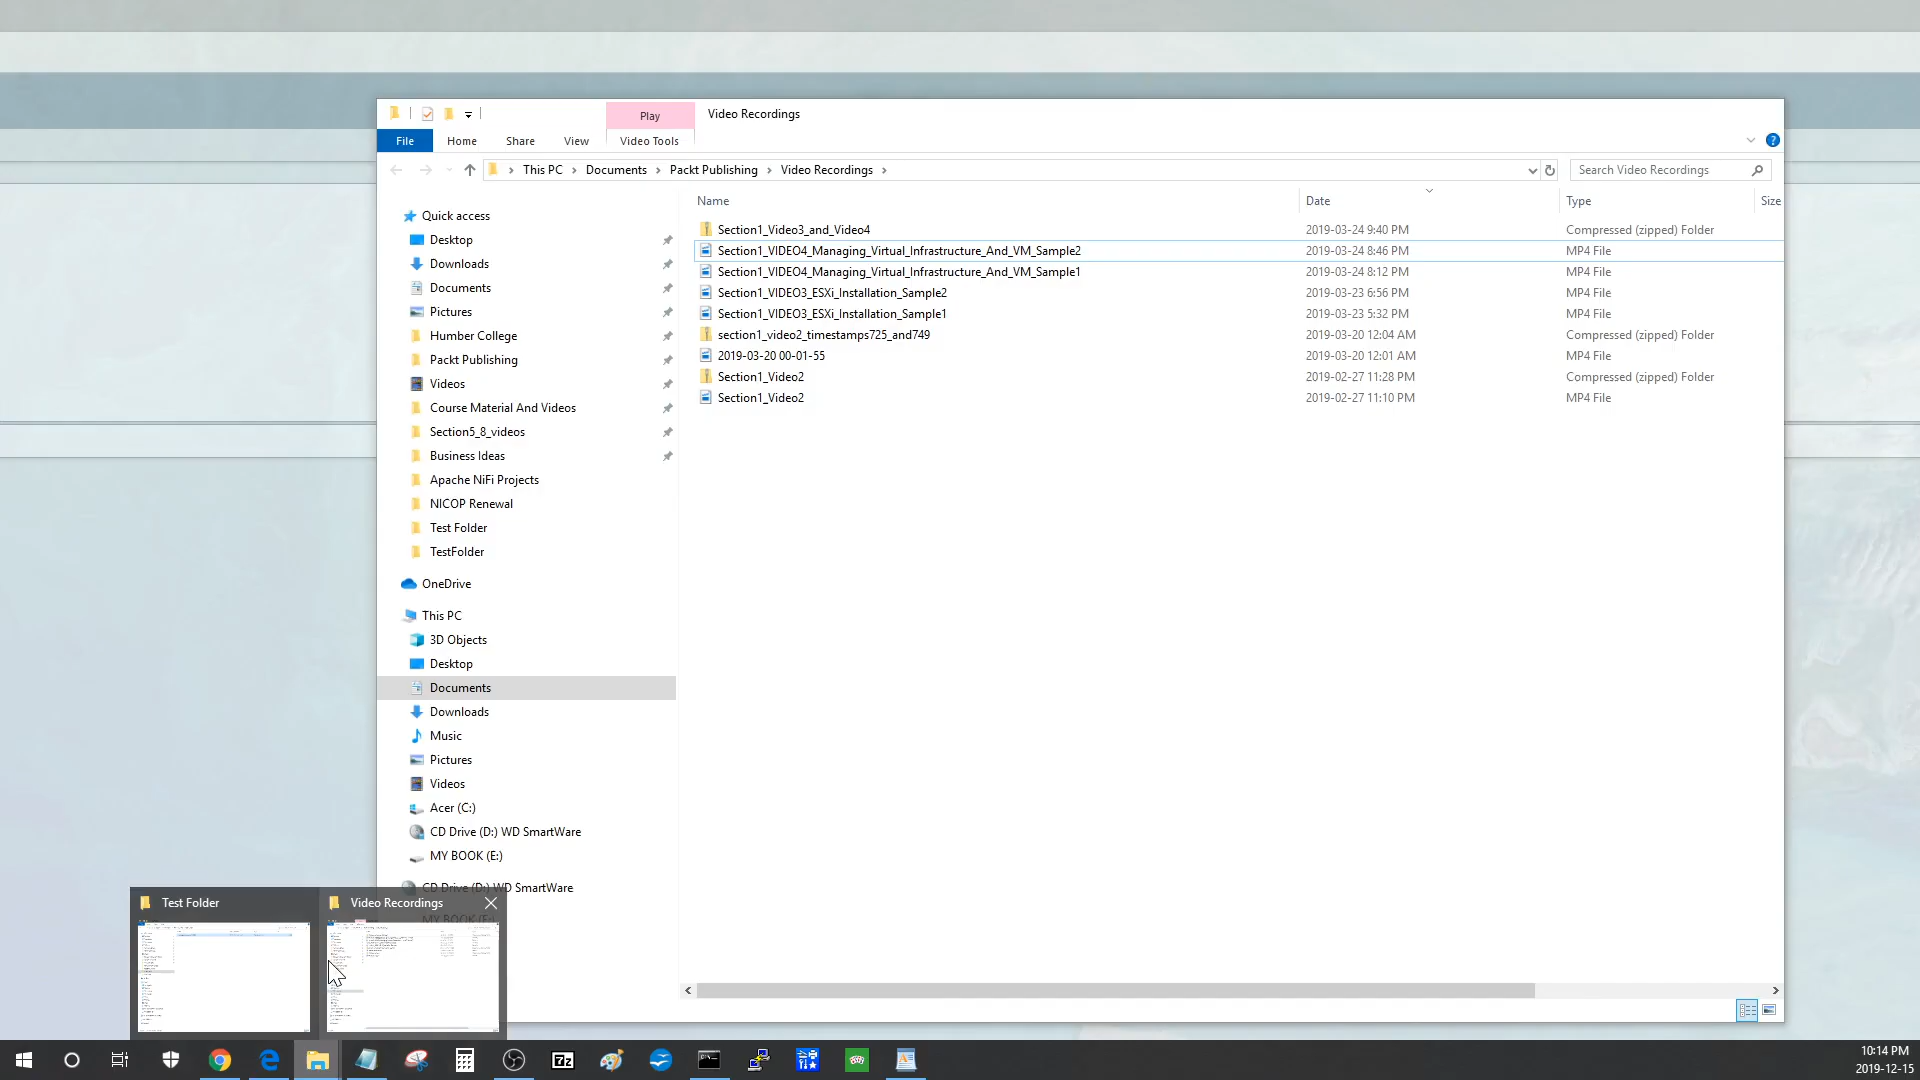 Play
Video Recordings
File
Home
Share
View
Video Tools
This PC
Documents
Packt Publishing
Video Recordings
Search Video Recordings
Name
Date
Type
Size
Section1_Video3_and_Video4 2019-03-24 9:40 PM Compressed (zipped) Folder
Section1_VIDEO4_Managing_Virtual_Infrastructure_And_VM_Sample2 2019-03-24 8:46 PM MP4 File
Section1_VIDEO4_Managing_Virtual_Infrastructure_And_VM_Sample1 2019-03-24 8:12 PM MP4 File
Section1_VIDEO3_ESXi_Installation_Sample2 2019-03-23 6:56 PM MP4 File
Section1_VIDEO3_ESXi_Installation_Sample1 2019-03-23 5:32 PM MP4 File
section1_video2_timestamps725_and749 2019-03-20 12:04 AM Compressed (zipped) Folder
2019-03-20 00-01-55 2019-03-20 12:01 AM MP4 File
Section1_Video2 2019-02-27 11:28 PM Compressed (zipped) Folder
Section1_Video2 2019-02-27 11:10 PM MP4 File
Quick access
Desktop
Downloads
Documents
Pictures
Humber College
Packt Publishing
Videos
Course Material And Videos
Section5_8_videos
Business Ideas
Apache NiFi Projects
NICOP Renewal
Test Folder
TestFolder
OneDrive
This PC
3D Objects
Desktop
Documents
Downloads
Music
Pictures
Videos
Acer (C:)
CD Drive (D:) WD SmartWare
MY BOOK (E:)
CD Drive (D:) WD SmartWare
MY BOOK (E:)
Test Folder
Video Recordings
7z
10:14 PM
2019-12-15